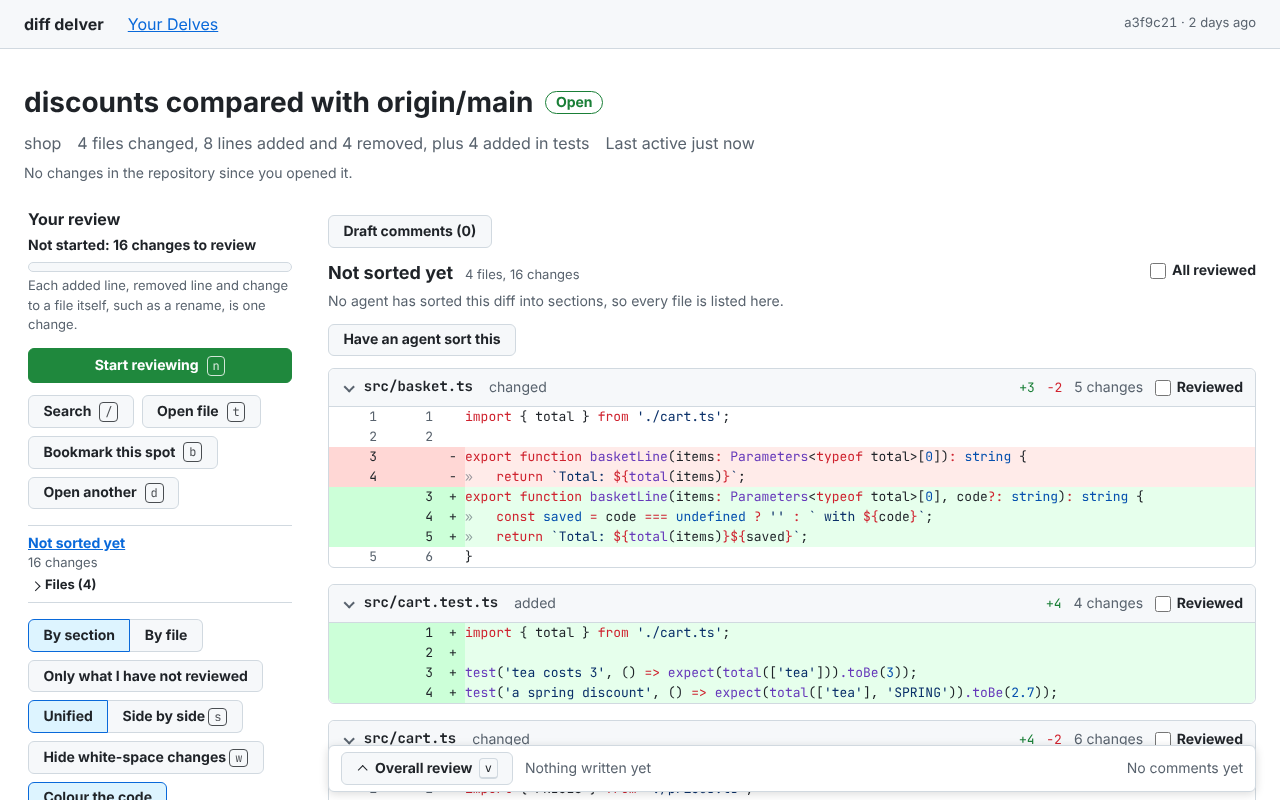 diff delver Your Delves a3f9c21 · 2 days ago
discounts compared with origin/main Open
shop 4 files changed, 8 lines added and 4 removed, plus 4 added in tests Last active just now
No changes in the repository since you opened it.
Your review
Not started: 16 changes to review
Each added line, removed line and change
to a file itself, such as a rename, is one
change.
Start reviewing n
Search / Open file t
Bookmark this spot b
Open another d
Not sorted yet
16 changes
Files (4)
By section By file
Only what I have not reviewed
Unified Side by side s
Hide white-space changes w
Colour the code
Draft comments (0)
Not sorted yet 4 files, 16 changes All reviewed
No agent has sorted this diff into sections, so every file is listed here.
Have an agent sort this
src/basket.ts changed +3 -2 5 changes Reviewed
1 1 import { total } from './cart.ts';
2 2
3 - export function basketLine(items: Parameters<typeof total>[0]): string {
4 - » return `Total: ${total(items)}`;
3 + export function basketLine(items: Parameters<typeof total>[0], code?: string): string {
4 + » const saved = code === undefined ? '' : ` with ${code}`;
5 + » return `Total: ${total(items)}${saved}`;
5 6 }
src/cart.test.ts added +4 4 changes Reviewed
1 + import { total } from './cart.ts';
2 +
3 + test('tea costs 3', () => expect(total(['tea'])).toBe(3));
4 + test('a spring discount', () => expect(total(['tea'], 'SPRING')).toBe(2.7));
src/cart.ts changed +4 -2 6 changes Reviewed
Overall review v Nothing written yet No comments yet